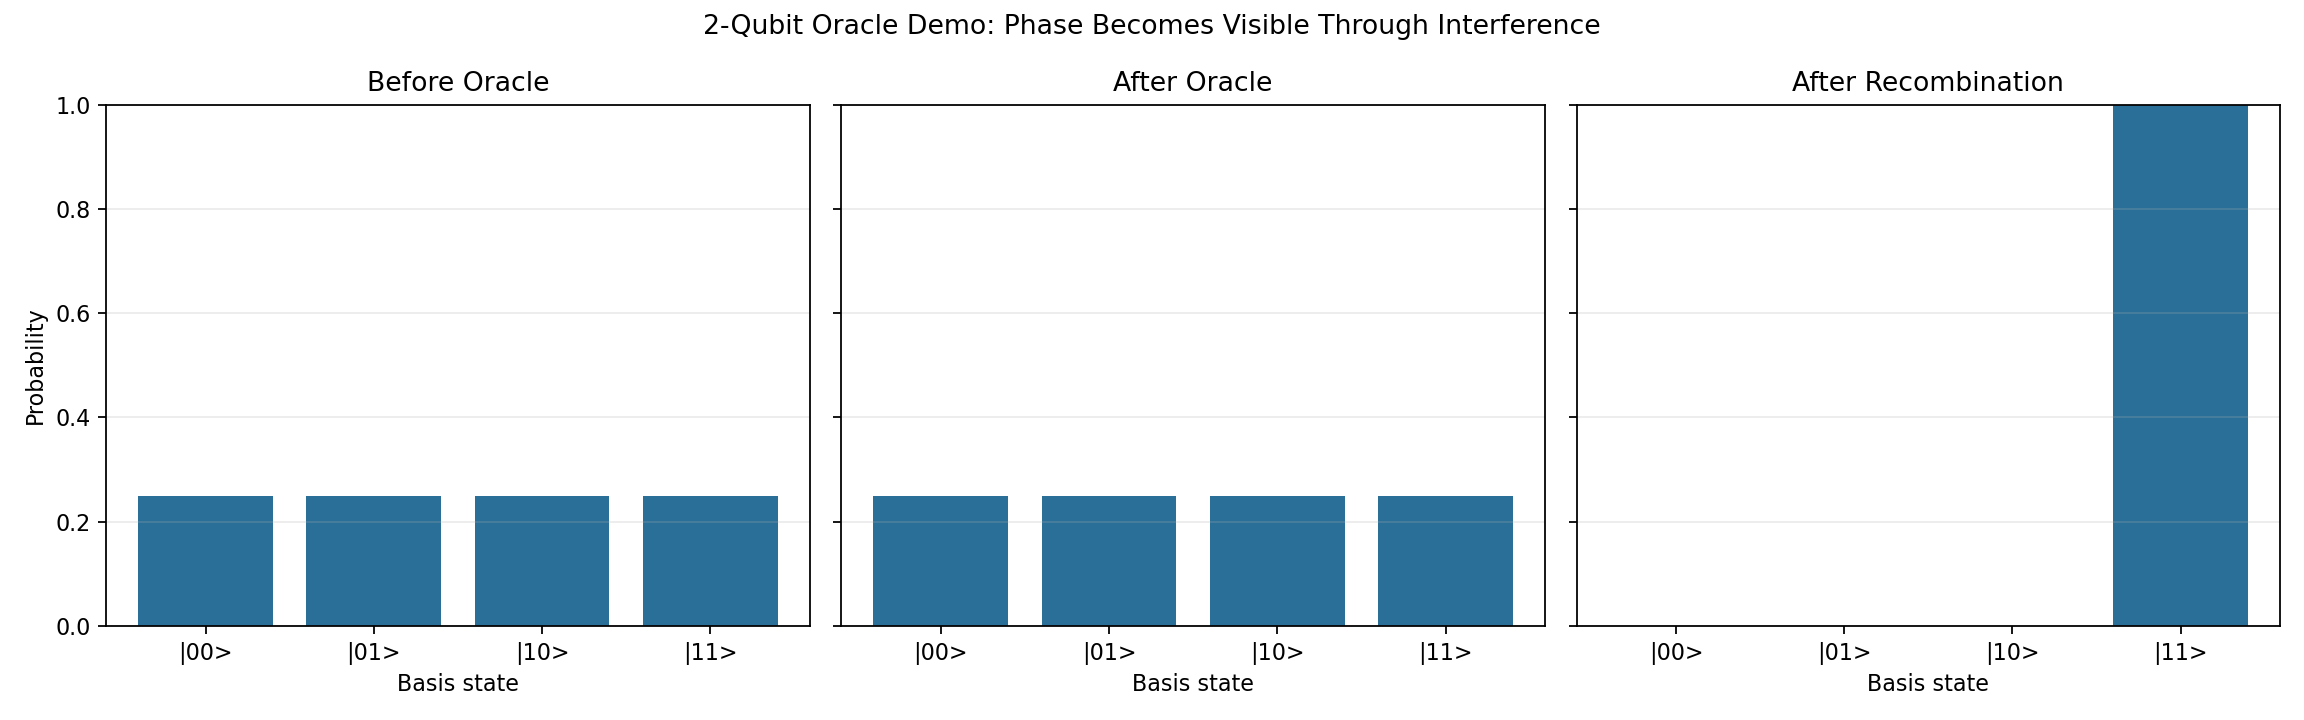 2-Qubit Oracle Demo: Phase Becomes Visible Through Interference
Before Oracle
1.0
0.8
0.6
0.4
0.2
0.0
Probability
|00> |01> |10> |11>
Basis state
After Oracle
|00> |01> |10> |11>
Basis state
After Recombination
|00> |01> |10> |11>
Basis state